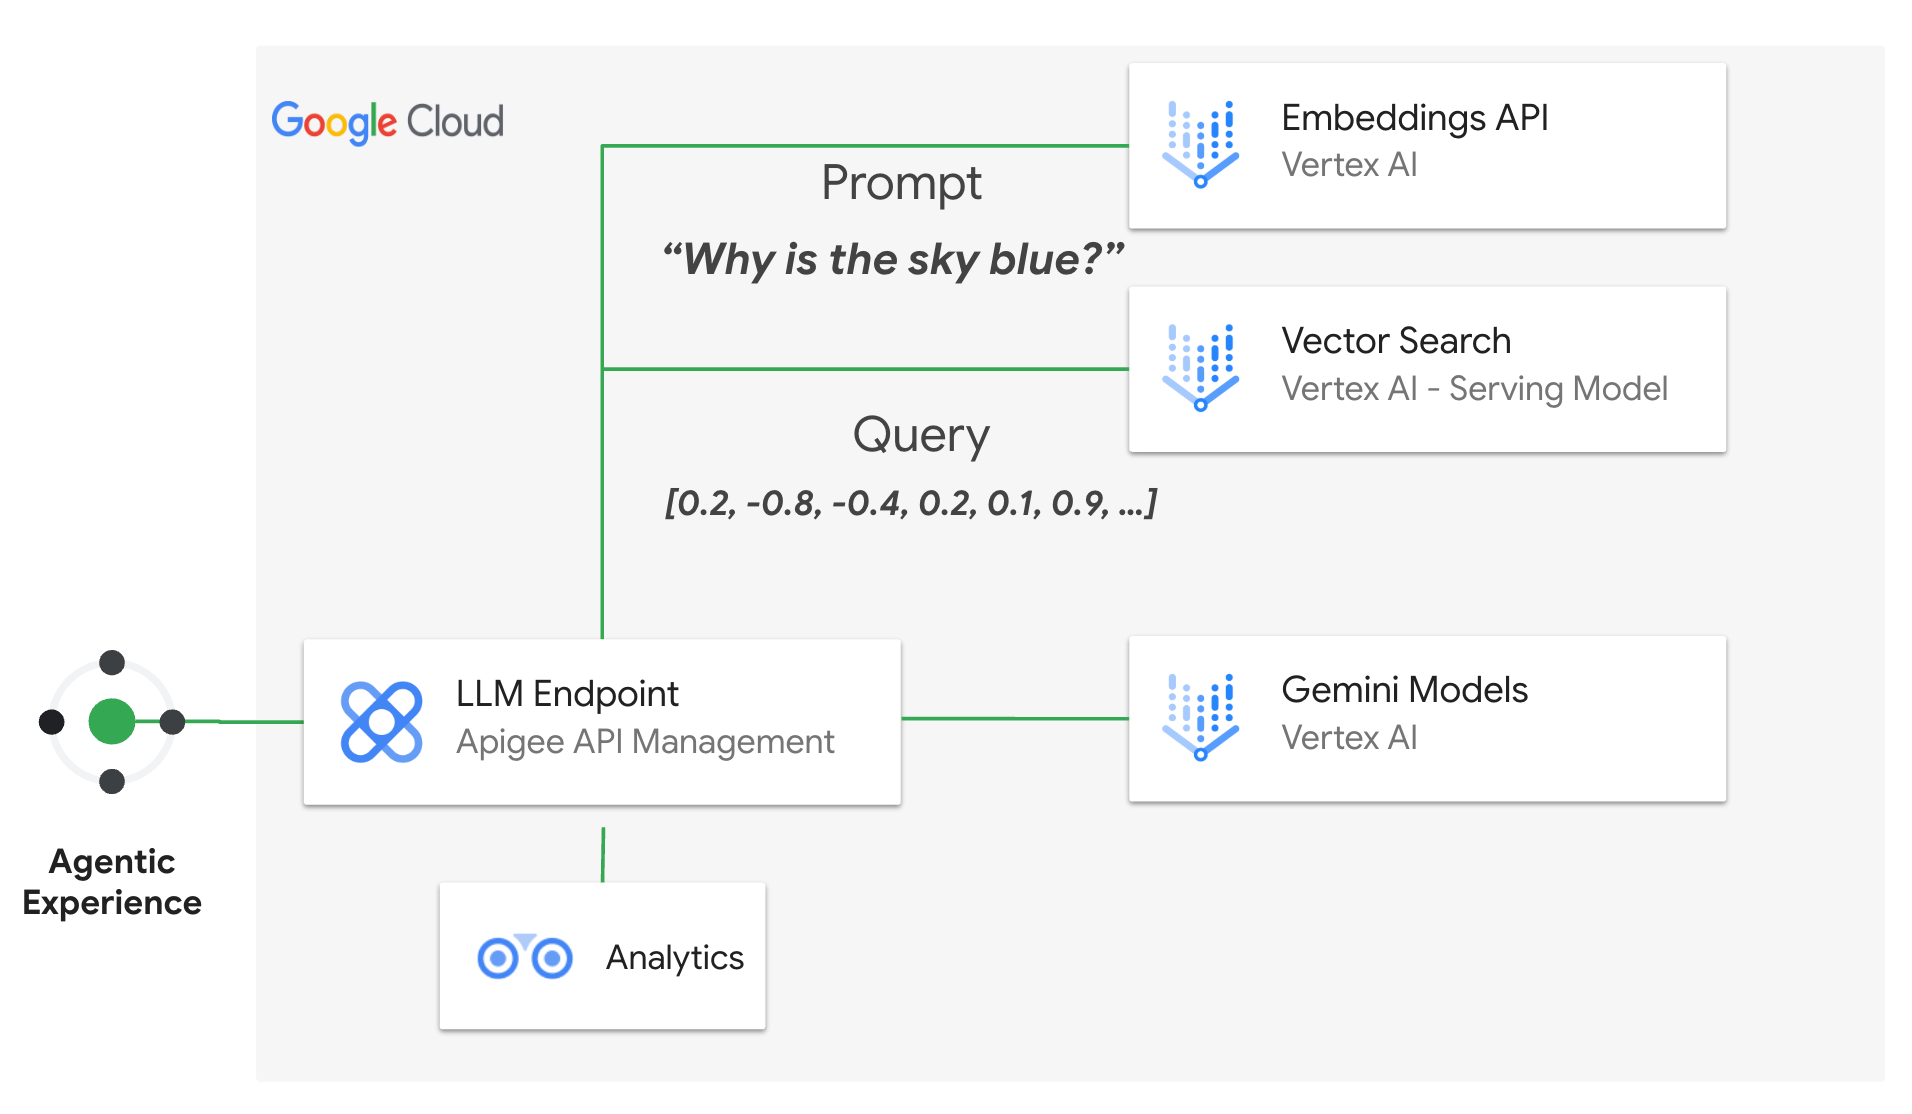 Google Cloud
Embeddings API
Vertex AI
Prompt
“Why is the sky blue?”
Vector Search
Vertex AI - Serving Model
Query
[0.2, -0.8, -0.4, 0.2, 0.1, 0.9, ...]
LLM Endpoint
Apigee API Management
Gemini Models
Vertex AI
Agentic
Experience
Analytics